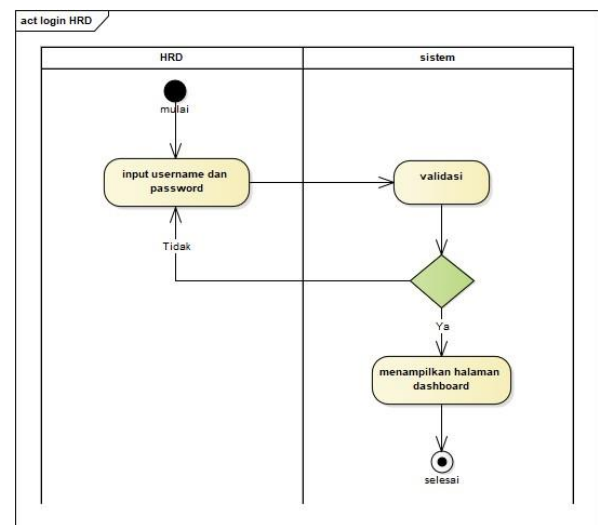 act login HRD
HRD
sistem
mulai
input username dan
password
validasi
Tidak
Ya
menampilkan halaman
dashboard
selesai